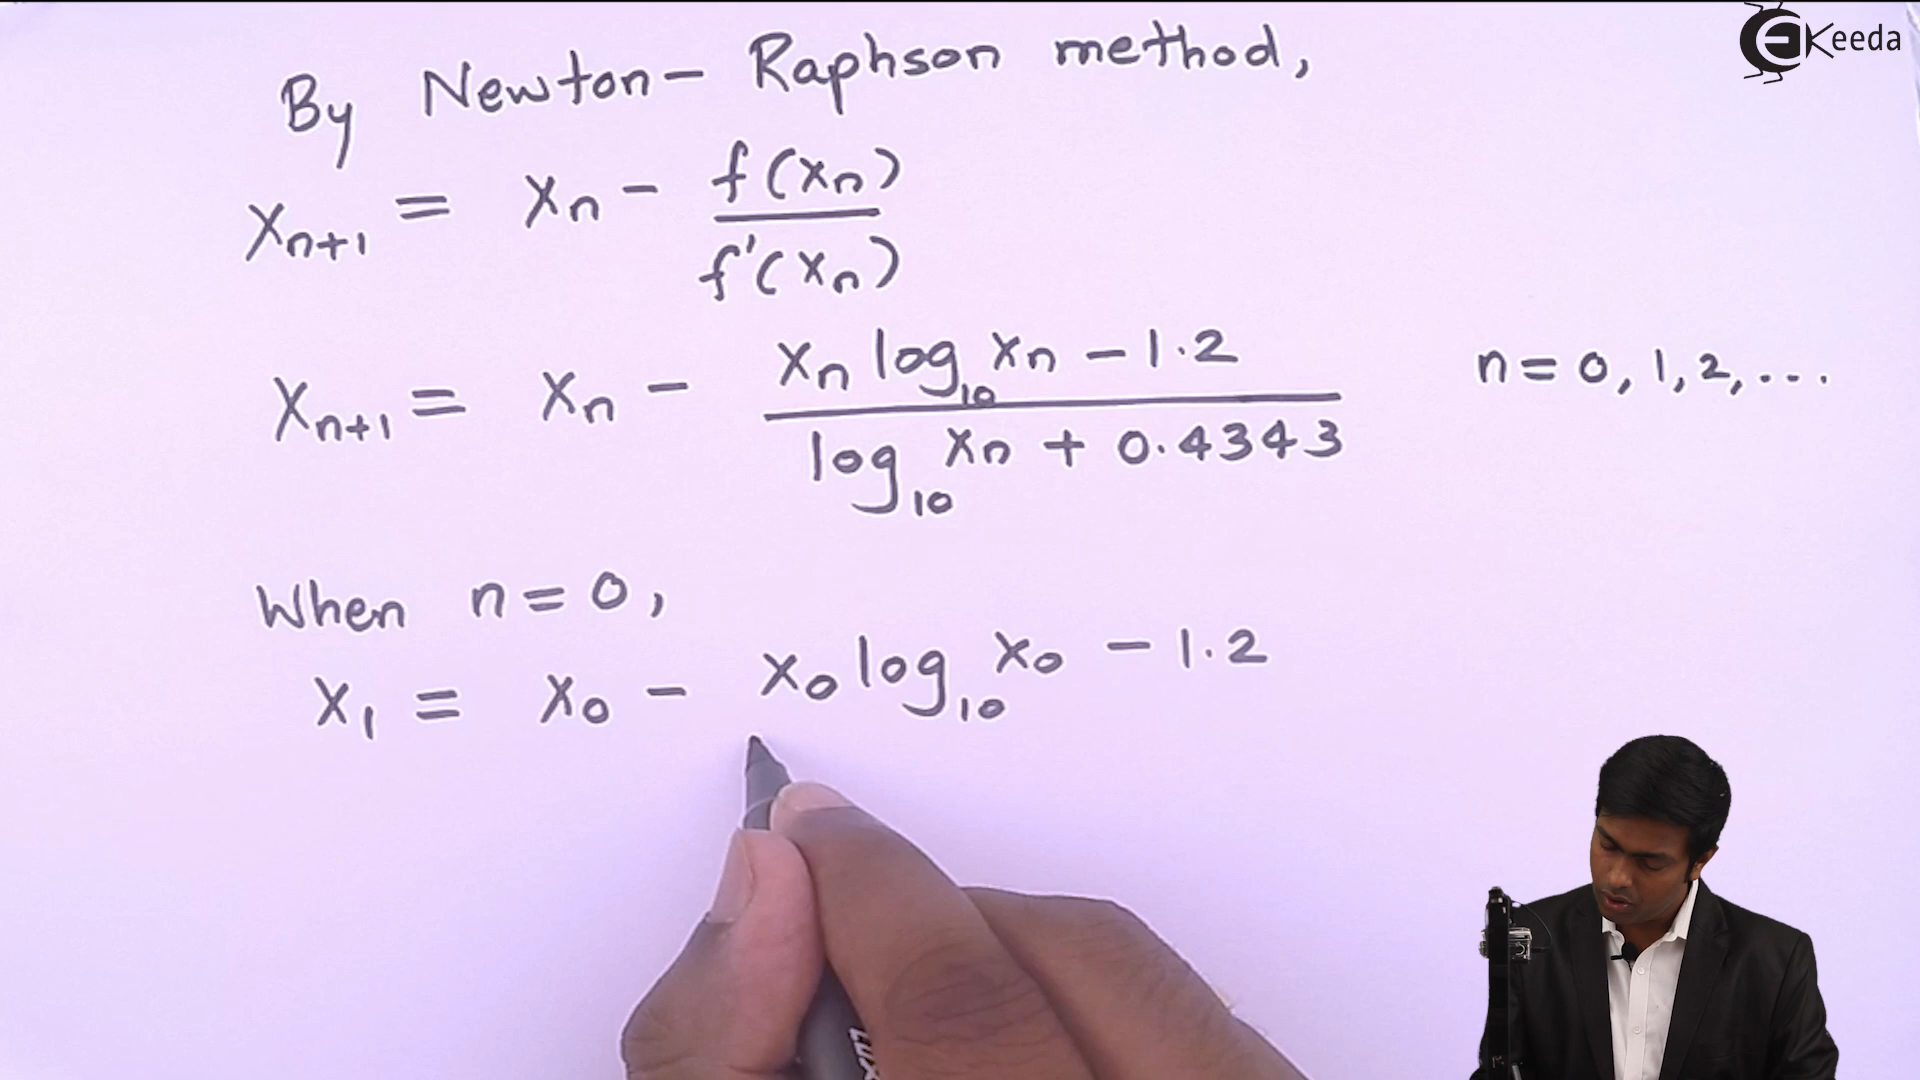 Ekeeda
By Newton- Raphson method,
xₙ₊₁ = xₙ - f(xₙ) / f'(xₙ)
xₙ₊₁ = xₙ - (xₙ log₁₀ xₙ - 1.2) / (log₁₀ xₙ + 0.4343) n = 0, 1, 2, ...
When n = 0,
x₁ = x₀ - x₀ log₁₀ x₀ - 1.2